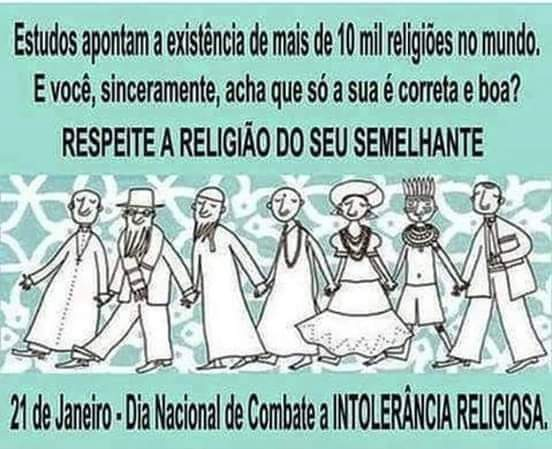 Estudos apontam a existência de mais de 10 mil religiões no mundo.
E você, sinceramente, acha que só a sua é correta e boa?
RESPEITE A RELIGIÃO DO SEU SEMELHANTE
21 de Janeiro - Dia Nacional de Combate a INTOLERÂNCIA RELIGIOSA.